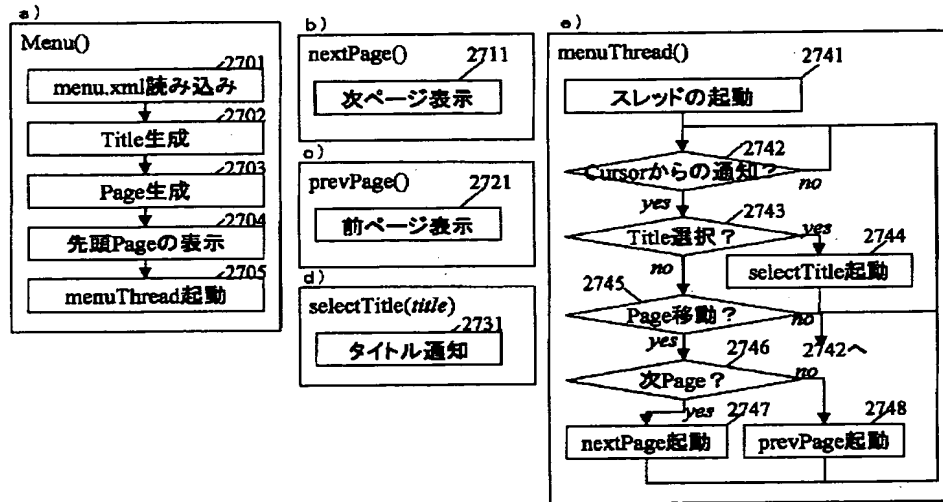 a)
Menu()
2701
menu.xml読み込み
2702
Title生成
2703
Page生成
2704
先頭Pageの表示
2705
menuThread起動
b)
nextPage()
2711
次ページ表示
c)
prevPage()
2721
前ページ表示
d)
selectTitle(title)
2731
タイトル通知
e)
menuThread()
2741
スレッドの起動
2742
Cursorからの通知?
no
yes
2743
Title選択?
yes
2744
selectTitle起動
no
2745
Page移動?
no
yes
2742へ
2746
次Page?
no
yes
2747
nextPage起動
2748
prevPage起動